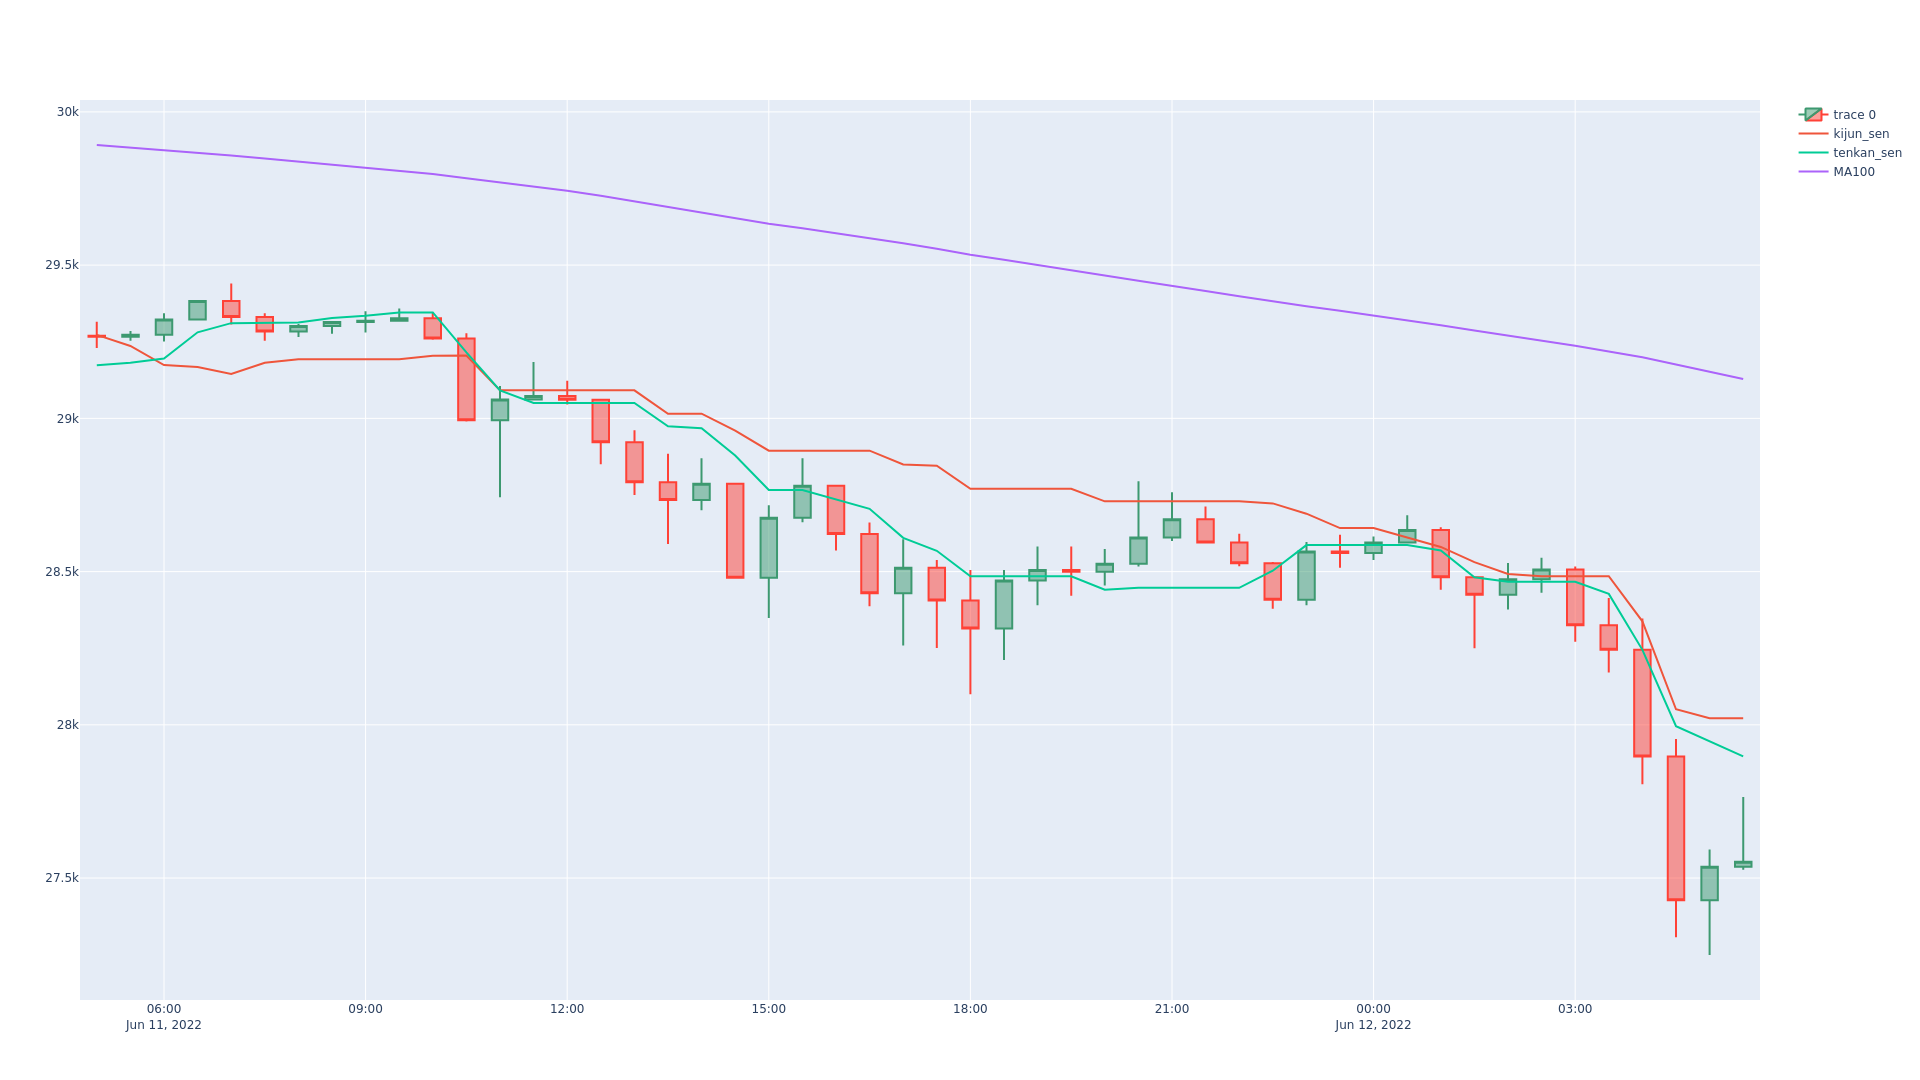 30k
29.5k
29k
28.5k
28k
27.5k
06:00
Jun 11, 2022
09:00
12:00
15:00
18:00
21:00
00:00
Jun 12, 2022
03:00
trace 0
kijun_sen
tenkan_sen
MA100